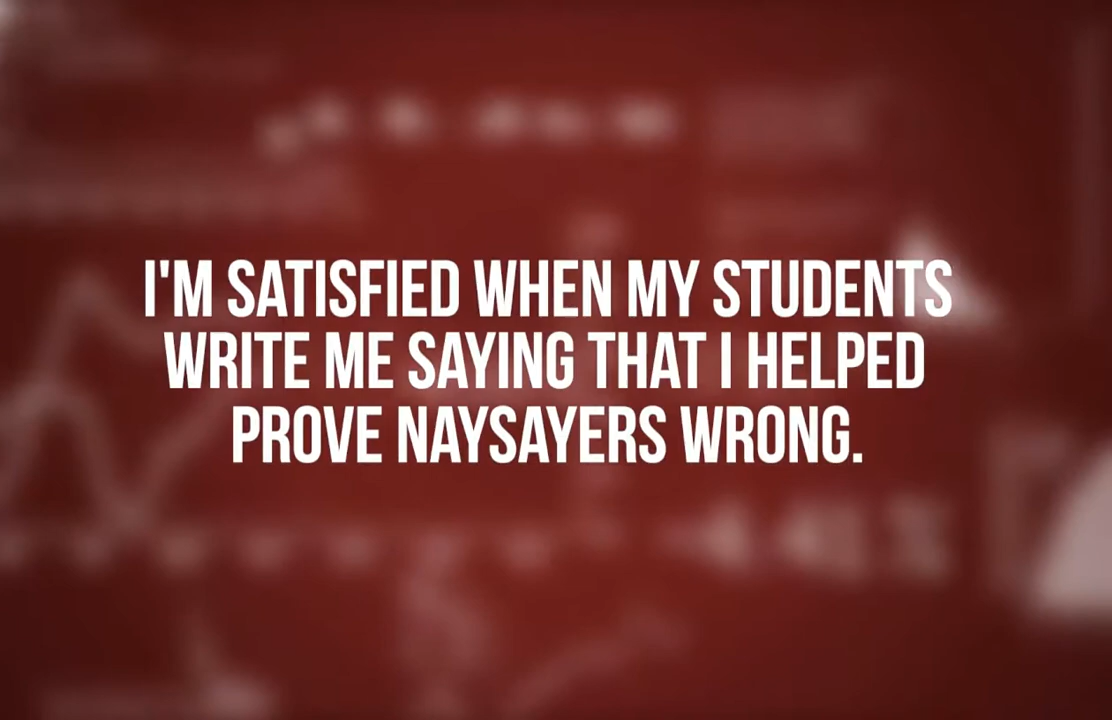 I'M SATISFIED WHEN MY STUDENTS
WRITE ME SAYING THAT I HELPED
PROVE NAYSAYERS WRONG.